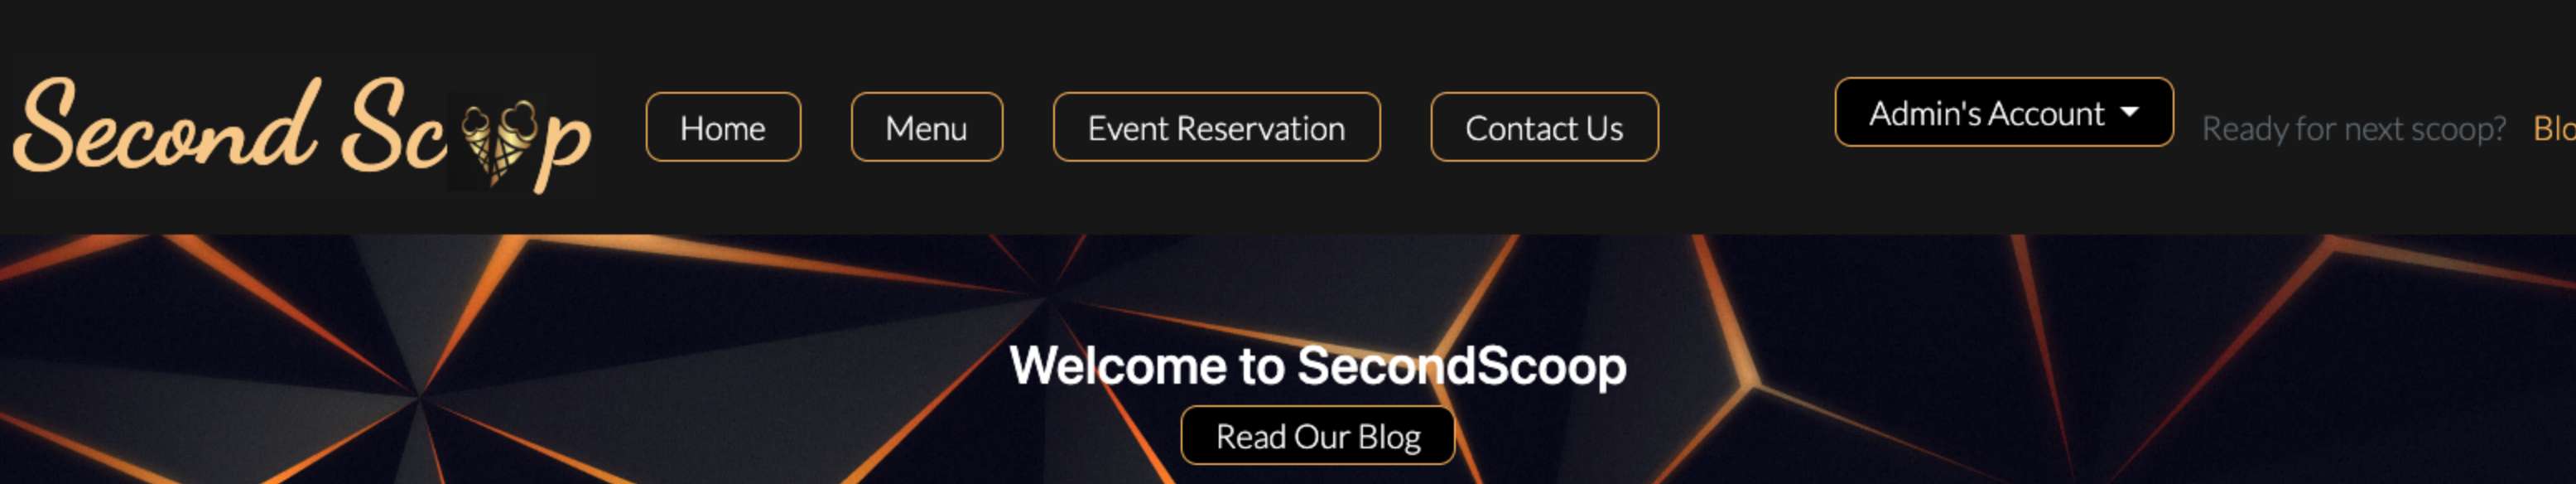 Second Scoop
Home
Menu
Event Reservation
Contact Us
Admin's Account
Ready for next scoop?
Blo
Welcome to SecondScoop
Read Our Blog